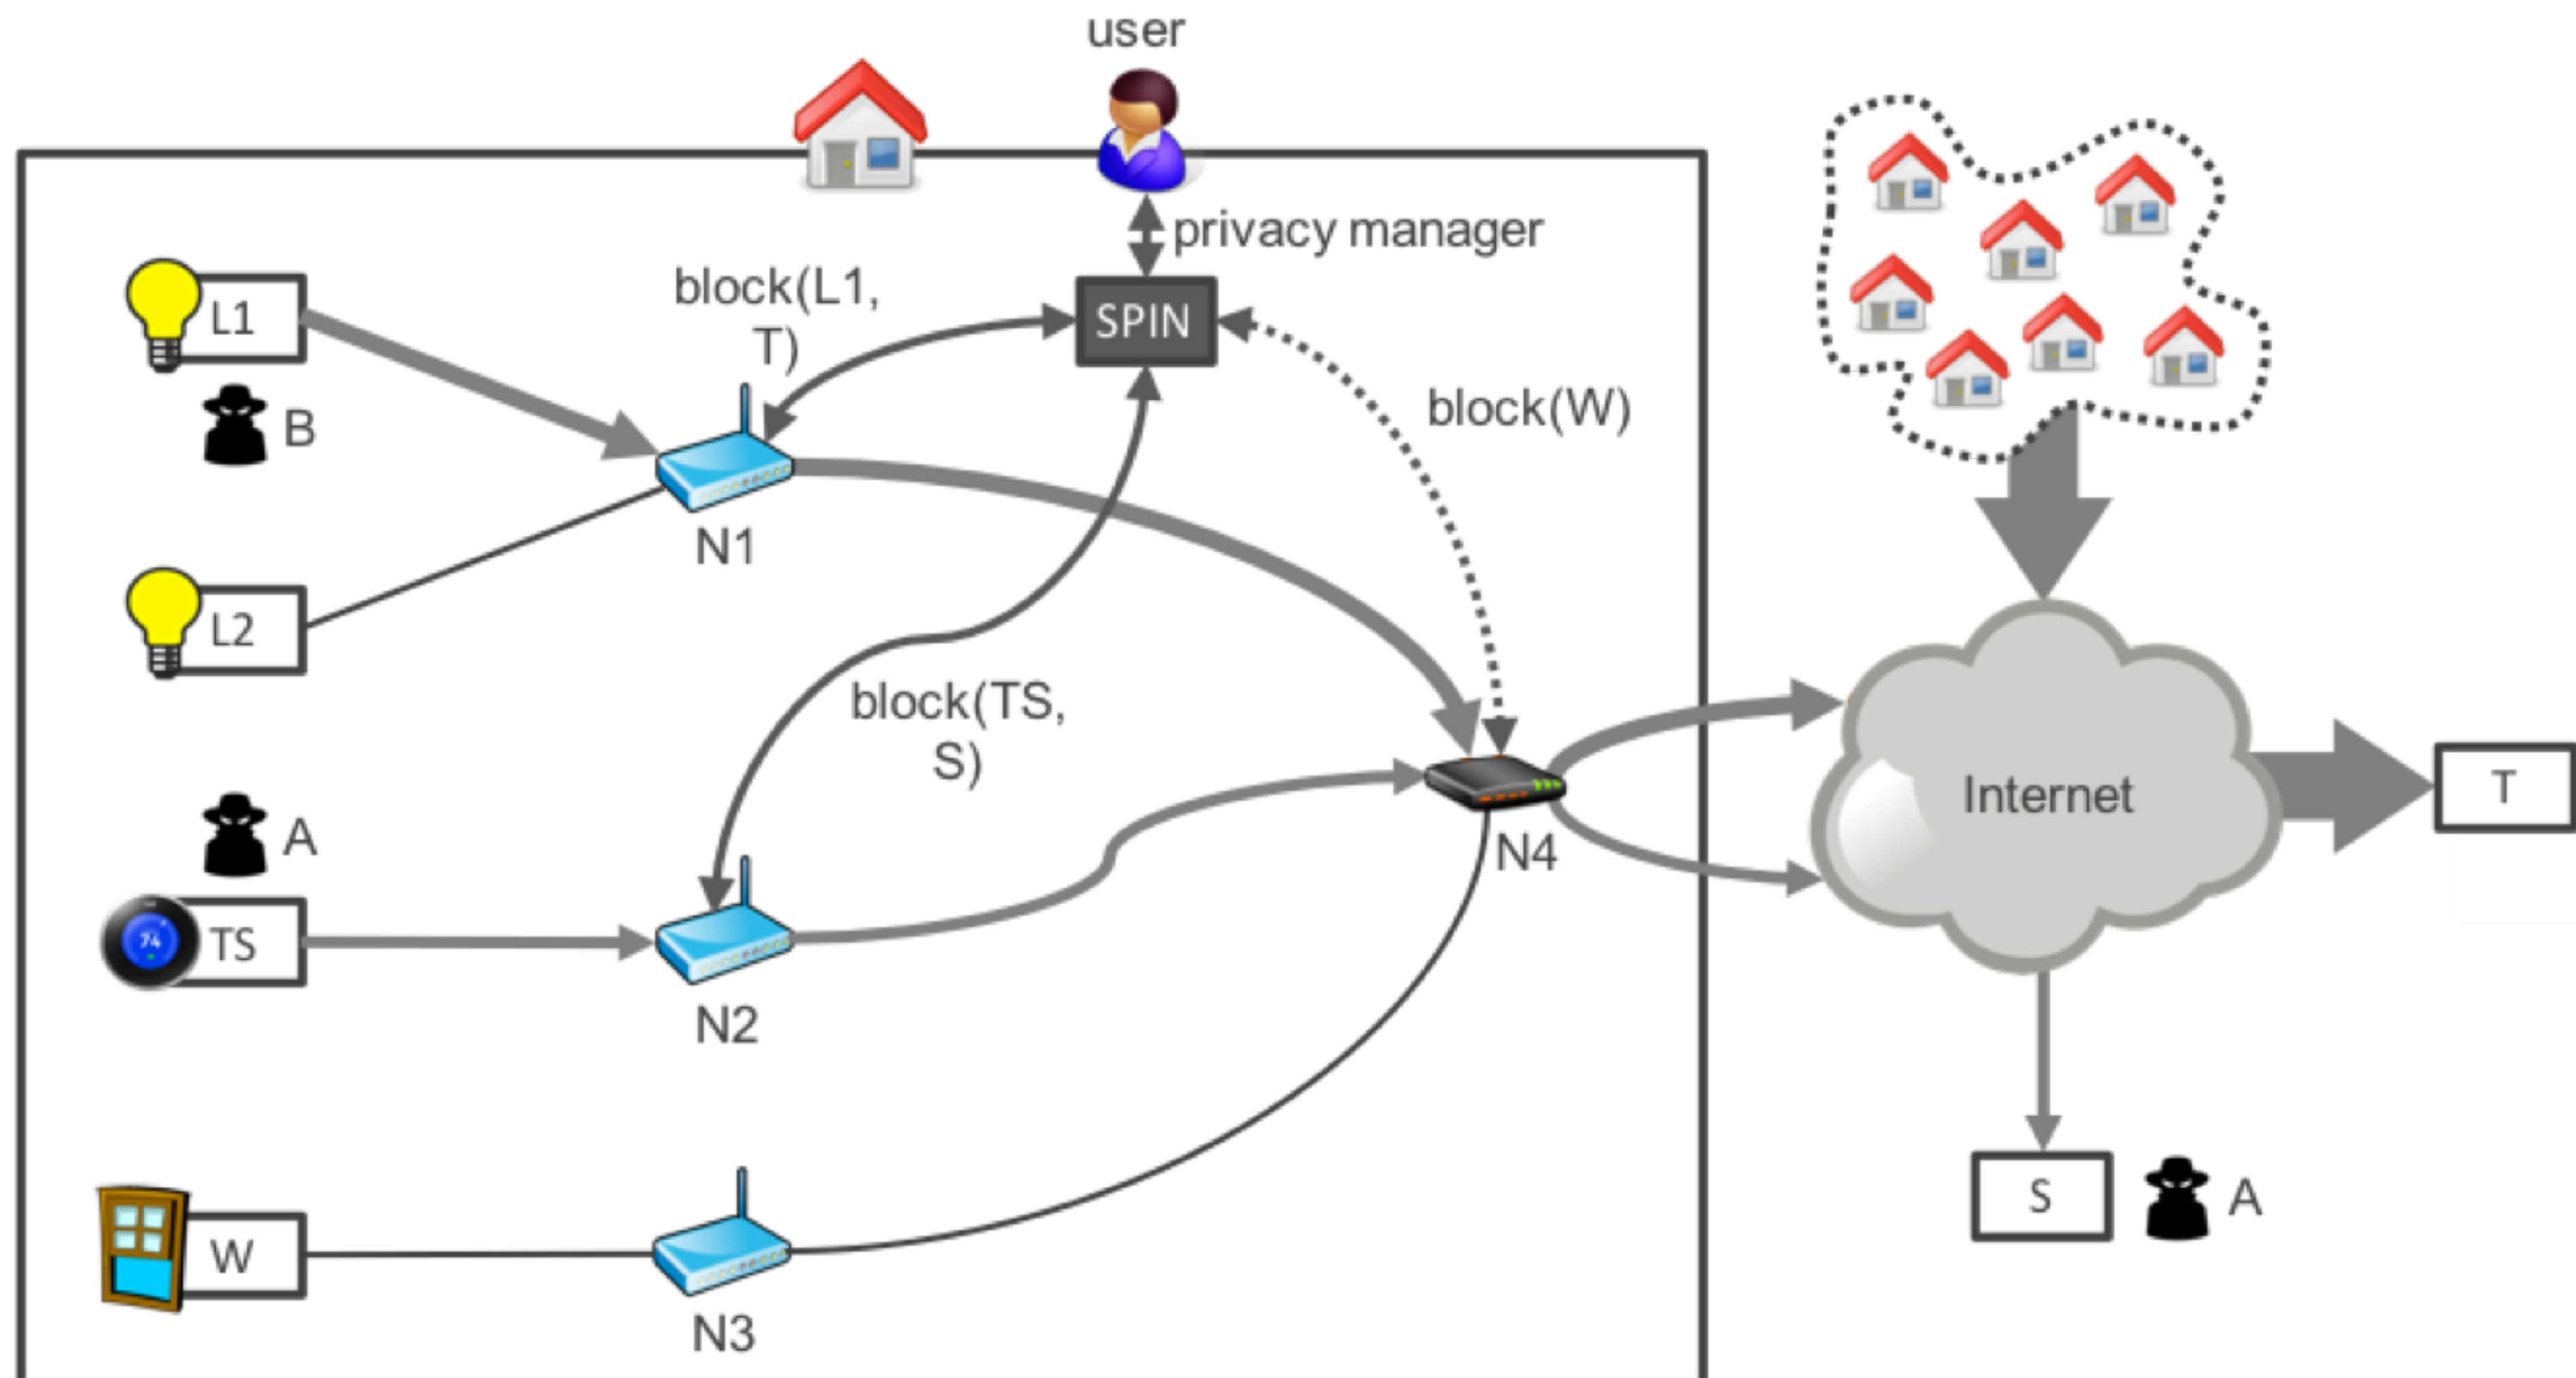 user
privacy manager
block(L1,
T)
L1
SPIN
block(W)
B
N1
L2
block(TS,
S)
Internet
T
A
N4
74
TS
N2
S
A
W
N3